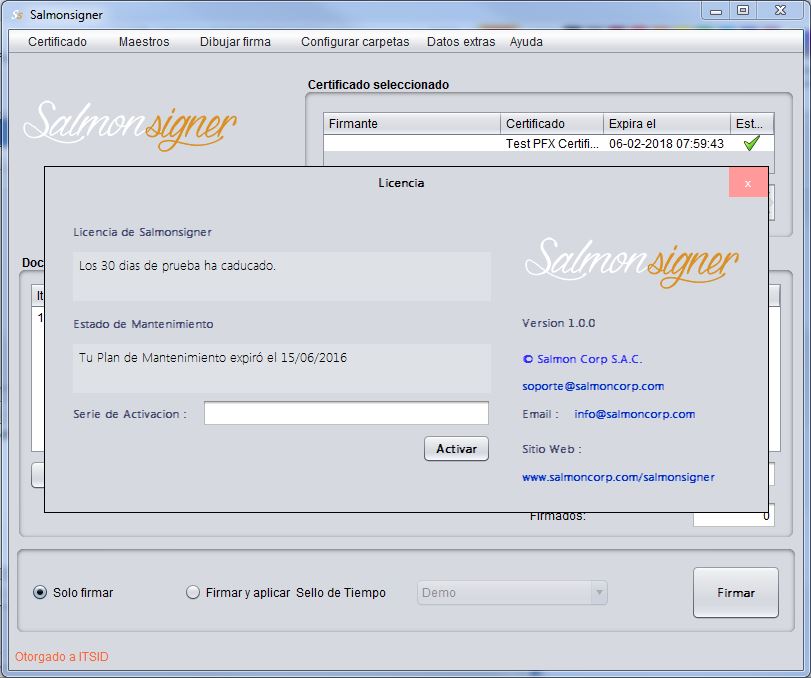 Salmonsigner
Certificado Maestros Dibujar firma Configurar carpetas Datos extras Ayuda
Salmonsigner
Certificado seleccionado
Firmante Certificado Expira el Est...
Test PFX Certifi... 06-02-2018 07:59:43
Licencia x
Licencia de Salmonsigner
Los 30 dias de prueba ha caducado.
Salmonsigner
Estado de Mantenimiento
Version 1.0.0
Tu Plan de Mantenimiento expiró el 15/06/2016
© Salmon Corp S.A.C.
soporte@salmoncorp.com
Serie de Activacion :
Email : info@salmoncorp.com
Activar
Sitio Web :
www.salmoncorp.com/salmonsigner
Doc
It
1
Firmados: 0
Solo firmar Firmar y aplicar Sello de Tiempo Demo Firmar
Otorgado a ITSID